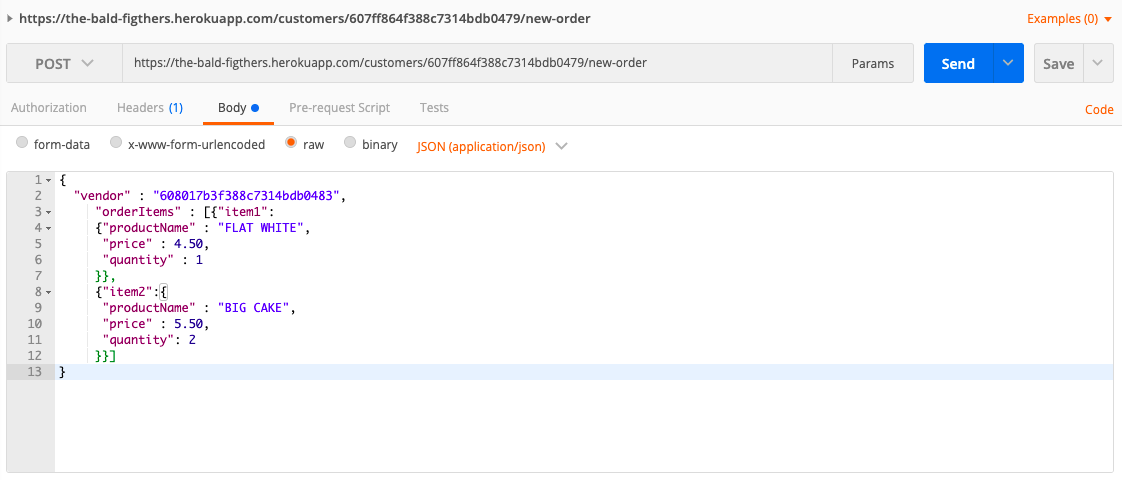 https://the-bald-figthers.herokuapp.com/customers/607ff864f388c7314bdb0479/new-order Examples (0)
POST https://the-bald-figthers.herokuapp.com/customers/607ff864f388c7314bdb0479/new-order Params Send Save
Authorization Headers (1) Body Pre-request Script Tests Code
form-data x-www-form-urlencoded raw binary JSON (application/json)
1 {
2 "vendor" : "608017b3f388c7314bdb0483",
3 "orderItems" : [{"item1":
4 {"productName" : "FLAT WHITE",
5 "price" : 4.50,
6 "quantity" : 1
7 }},
8 {"item2":{
9 "productName" : "BIG CAKE",
10 "price" : 5.50,
11 "quantity": 2
12 }}]
13 }